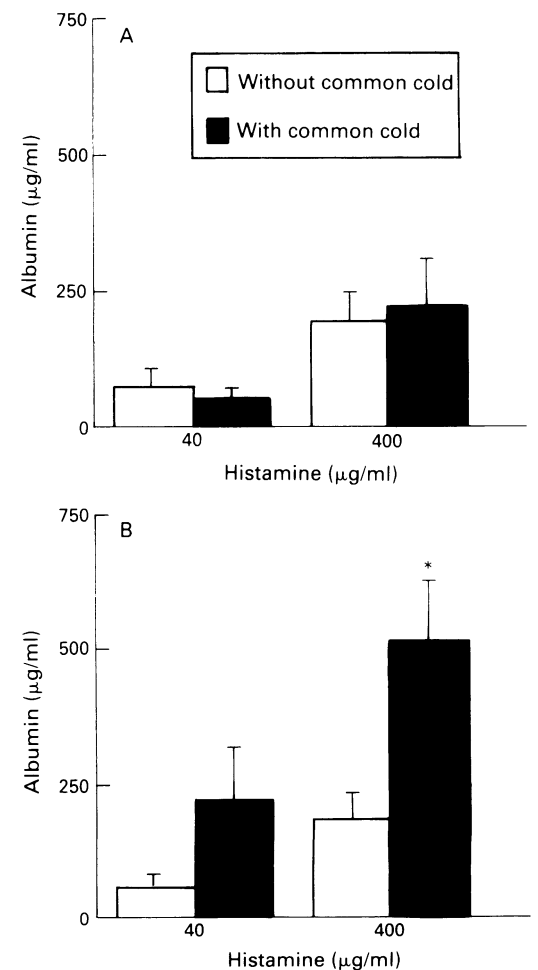 750
A
Without common cold
With common cold
500
Albumin (μg/ml)
250
0
40
400
Histamine (μg/ml)
750
B
*
500
Albumin (μg/ml)
250
0
40
400
Histamine (μg/ml)